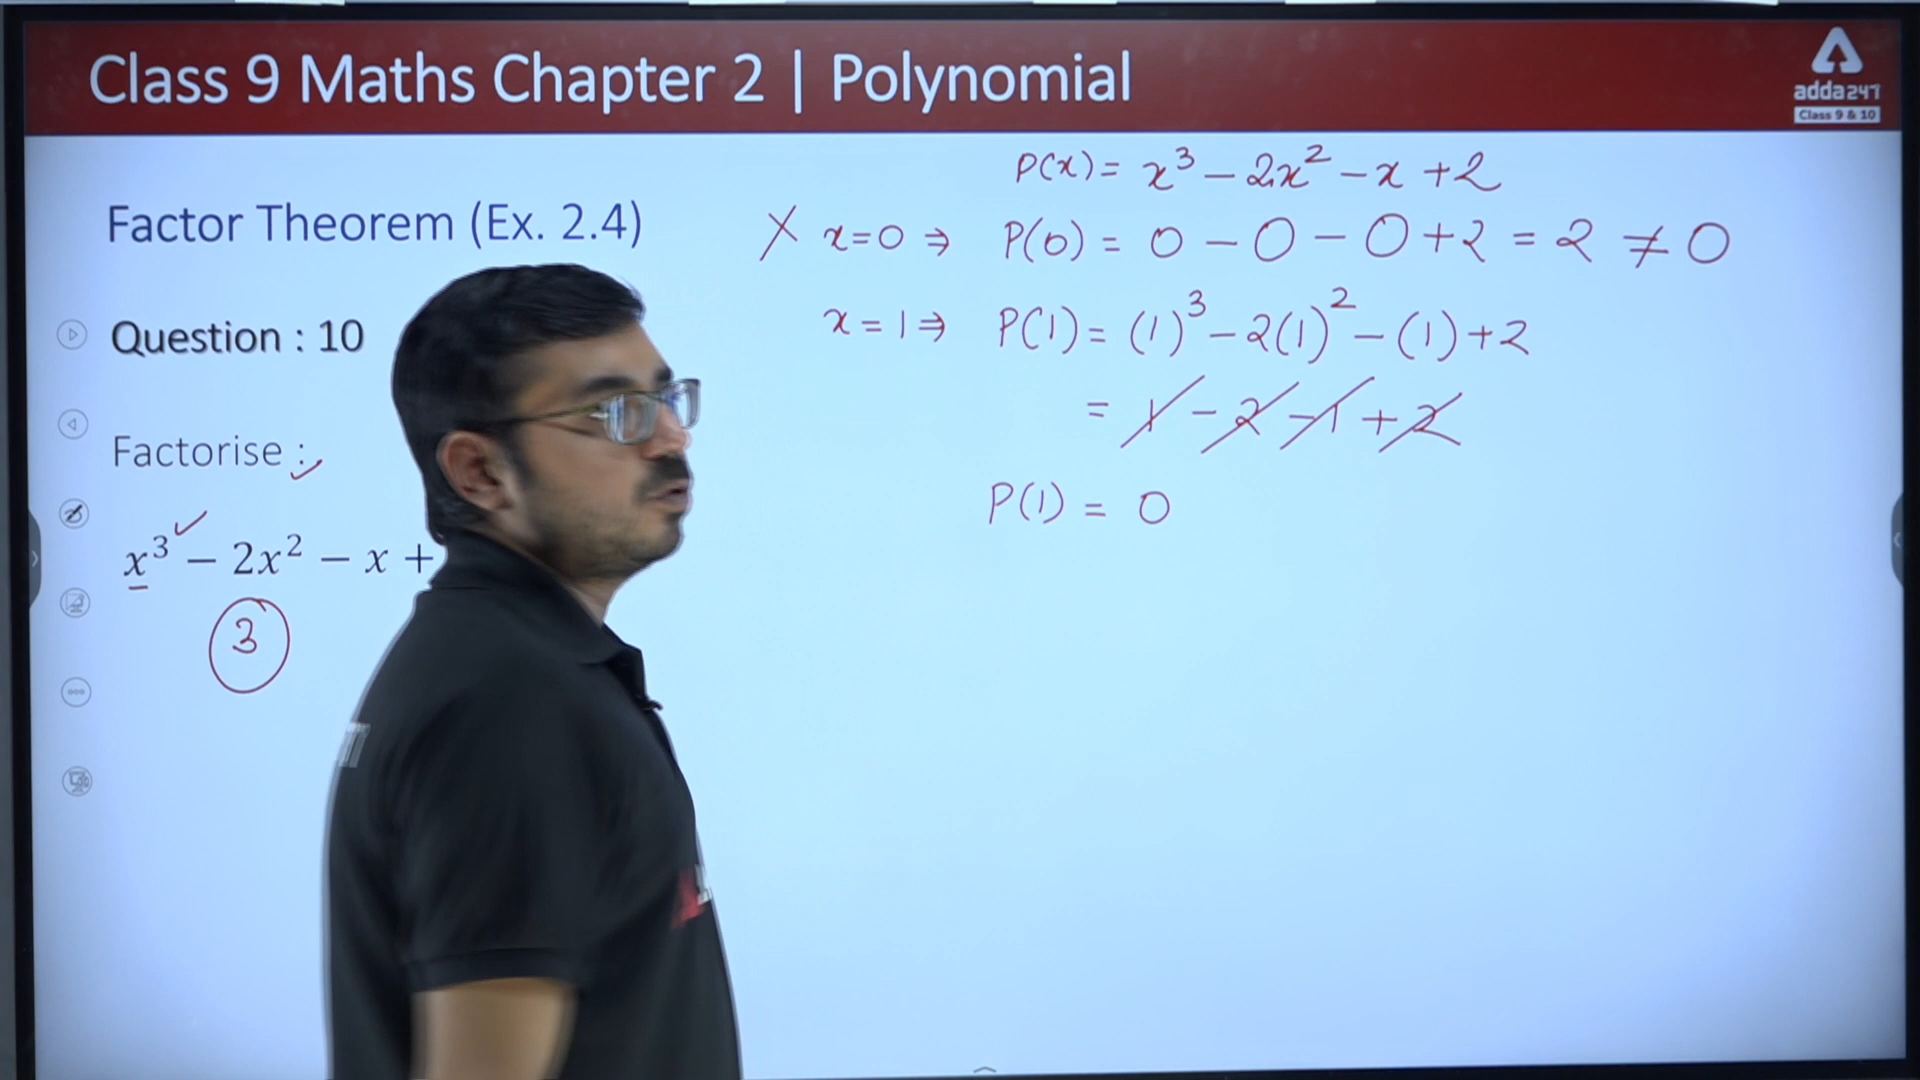 Class 9 Maths Chapter 2 | Polynomial
adda247
Class 9 & 10
P(x) = x³ − 2x² − x + 2
Factor Theorem (Ex. 2.4)
X x=0 ⇒ P(0) = 0 − 0 − 0 + 2 = 2 ≠ 0
Question : 10
x = 1 ⇒ P(1) = (1)³ − 2(1)² − (1) + 2
= 1 − 2 − 1 + 2
Factorise :
P(1) = 0
x³ − 2x² − x +
3